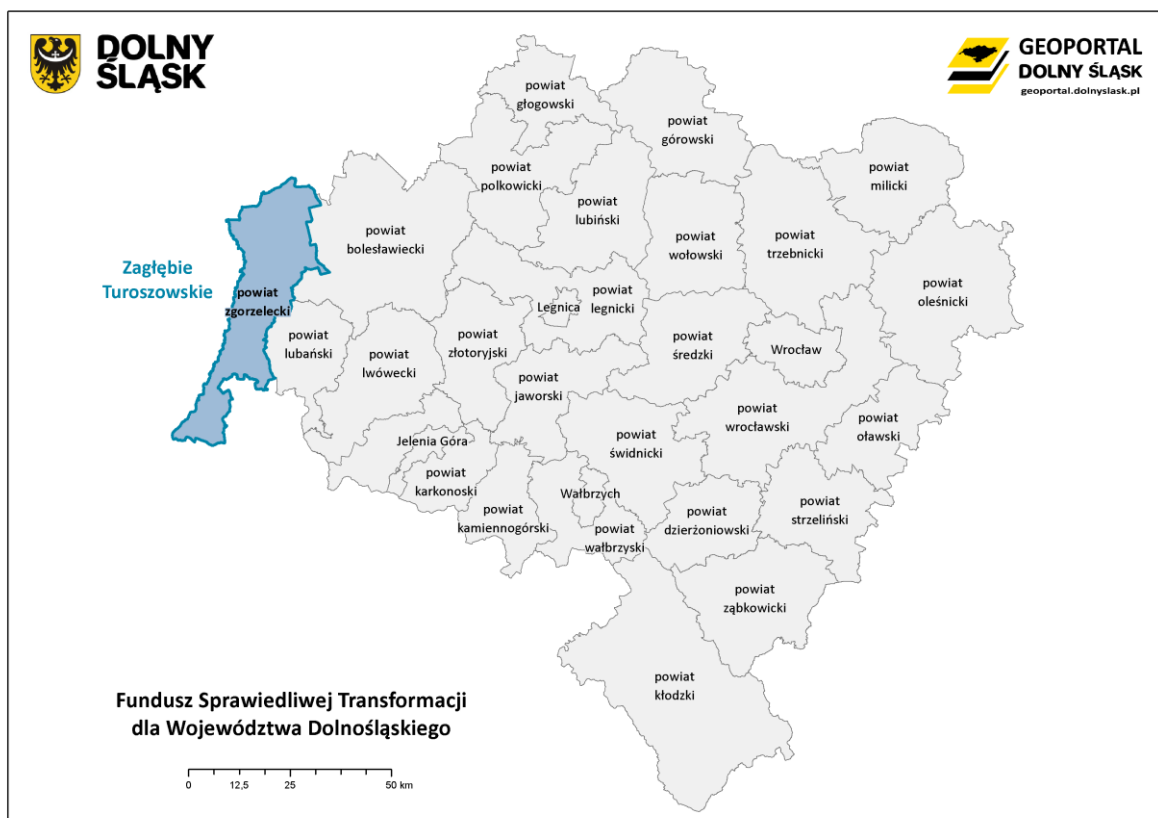 DOLNY
ŚLĄSK
GEOPORTAL
DOLNY ŚLĄSK
geoportal.dolnyslask.pl
powiat
głogowski
powiat
górowski
powiat
milicki
powiat
polkowicki
powiat
lubiński
powiat
bolesławiecki
powiat
wołowski
powiat
trzebnicki
Zagłębie
Turoszowskie
powiat
oleśnicki
powiat
zgorzelecki
Legnica
powiat
legnicki
powiat
lubański
powiat
lwówecki
powiat
złotoryjski
powiat
średzki
Wrocław
powiat
jaworski
powiat
wrocławski
powiat
oławski
Jelenia Góra
powiat
świdnicki
powiat
karkonoski
Wałbrzych
powiat
kamiennogórski
powiat
wałbrzyski
powiat
dzierżoniowski
powiat
strzeliński
powiat
ząbkowicki
powiat
kłodzki
Fundusz Sprawiedliwej Transformacji
dla Województwa Dolnośląskiego
0 12,5 25 50 km